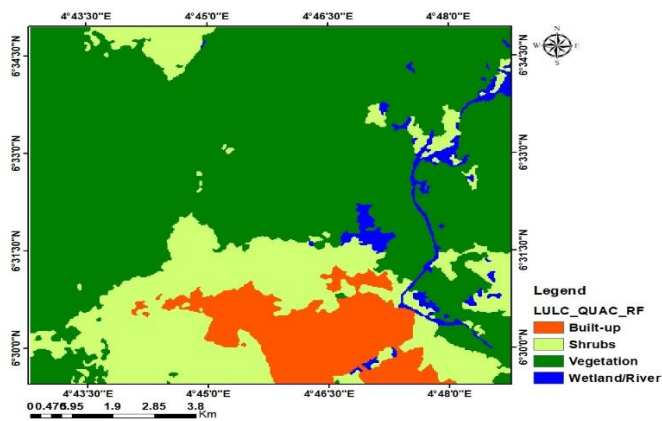 4°43'30"E 4°45'0"E 4°46'30"E 4°48'0"E
6°34'30"N 6°34'30"N
N
W E
S
6°33'0"N 6°33'0"N
6°31'30"N 6°31'30"N
6°30'0"N 6°30'0"N
Legend
LULC_QUAC_RF
Built-up
Shrubs
Vegetation
Wetland/River
4°43'30"E 4°45'0"E 4°46'30"E 4°48'0"E
0 0.475 0.95 1.9 2.85 3.8
Km